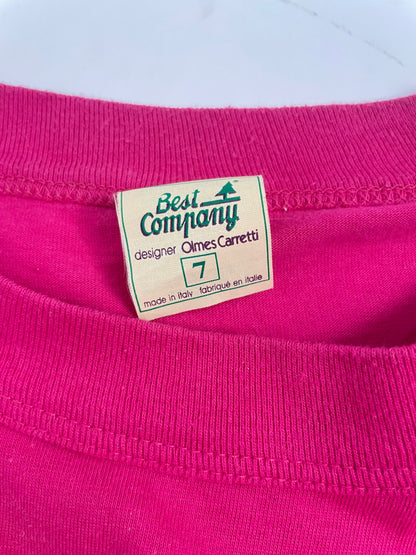 Best
Company
designer Olmes Carretti
7
made in italy fabriqué en italie